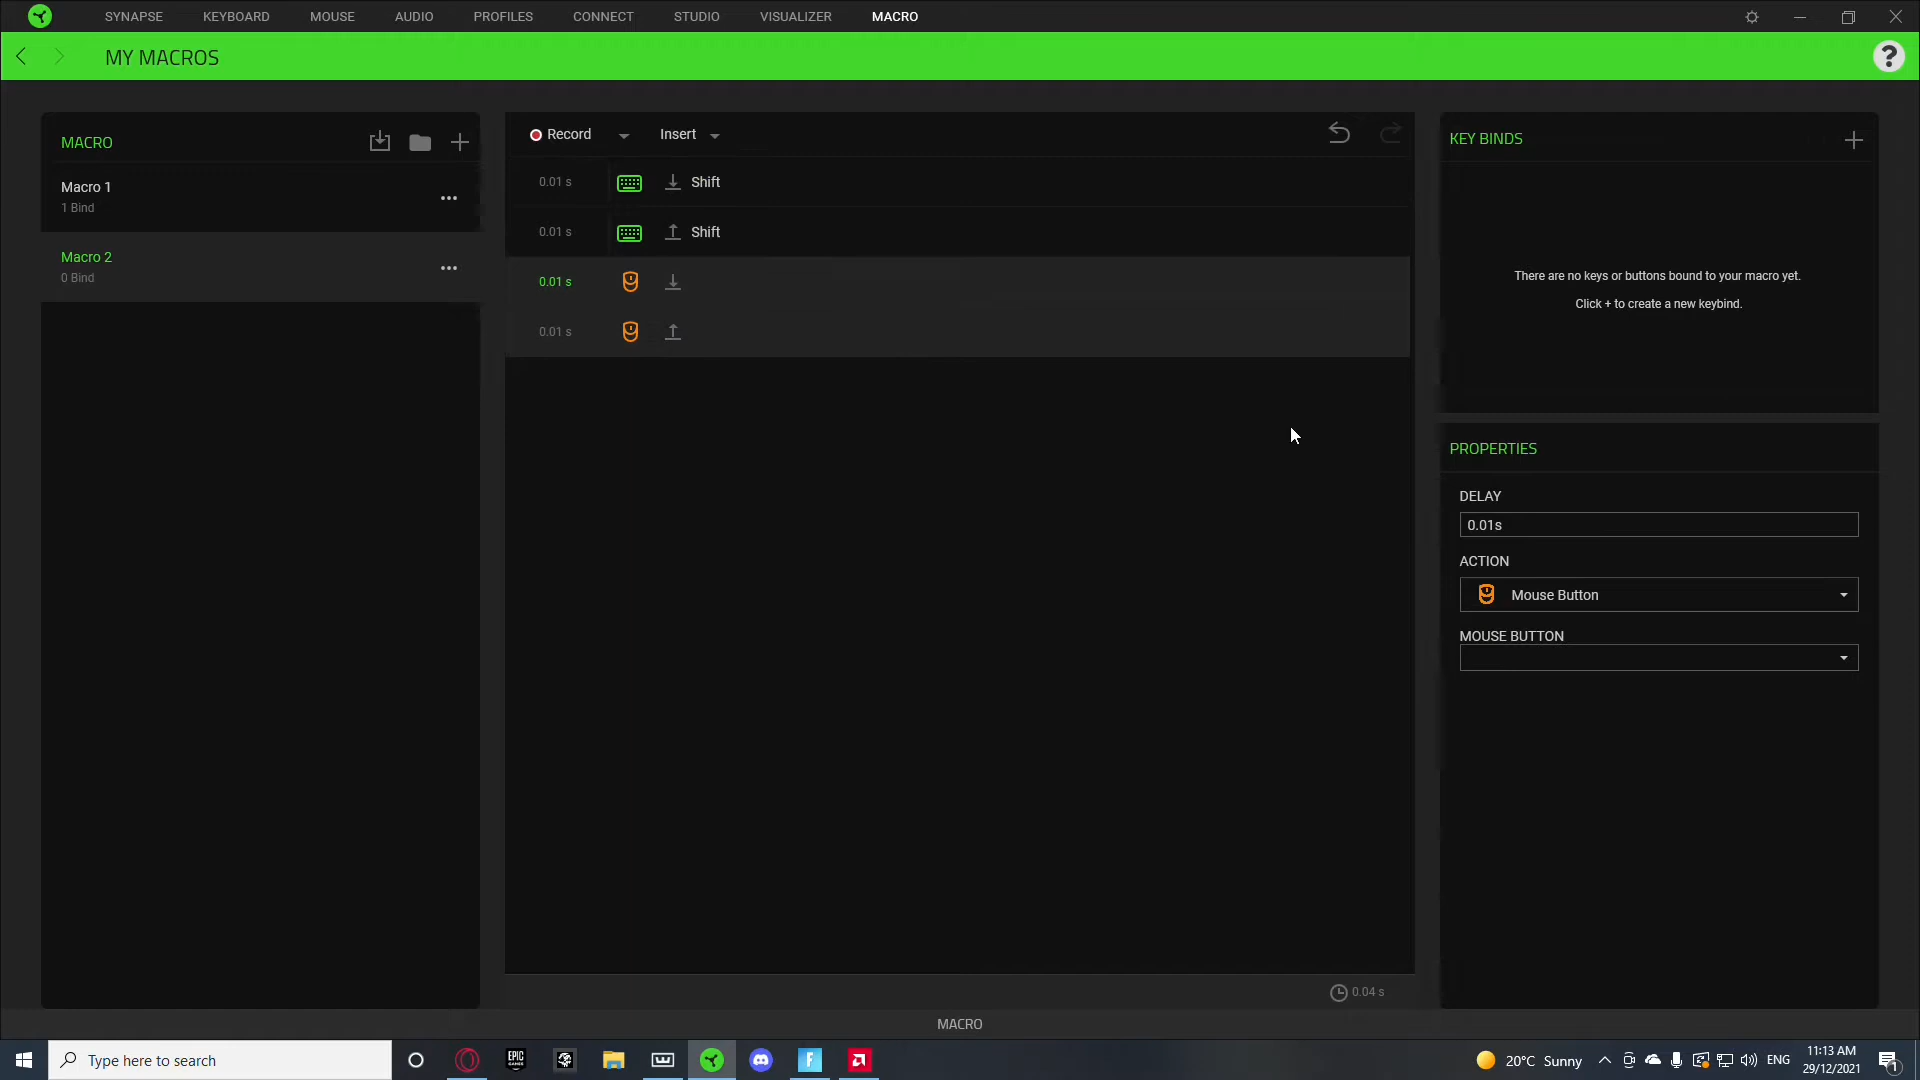 SYNAPSE KEYBOARD MOUSE AUDIO PROFILES CONNECT STUDIO VISUALIZER MACRO
MY MACROS
?
MACRO
Macro 1
1 Bind
Macro 2
0 Bind
Record Insert
0.01 s Shift
0.01 s Shift
0.01 s
0.01 s
0.04 s
KEY BINDS
There are no keys or buttons bound to your macro yet.
Click + to create a new keybind.
PROPERTIES
DELAY
0.01s
ACTION
Mouse Button
MOUSE BUTTON
MACRO
Type here to search
EPIC GAMES
F
20°C Sunny
ENG
11:13 AM
29/12/2021
1